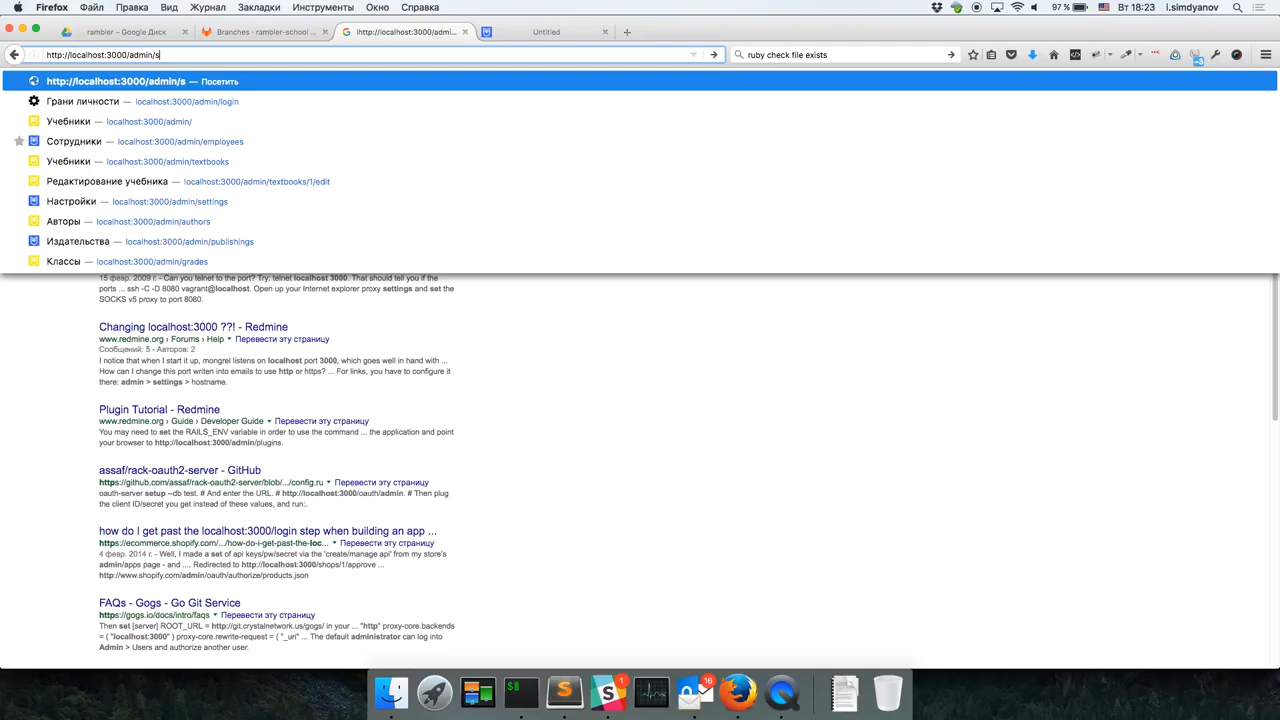 Firefox Файл Правка Вид Журнал Закладки Инструменты Окно Справка 97 % Вт 18:23 i.simdyanov
rambler – Google Диск Branches · rambler-school ... http://localhost:3000/admi... Untitled
http://localhost:3000/admin/s ruby check file exists
http://localhost:3000/admin/s — Посетить
Грани личности — localhost:3000/admin/login
Учебники — localhost:3000/admin/
Сотрудники — localhost:3000/admin/employees
Учебники — localhost:3000/admin/textbooks
Редактирование учебника — localhost:3000/admin/textbooks/1/edit
Настройки — localhost:3000/admin/settings
Авторы — localhost:3000/admin/authors
Издательства — localhost:3000/admin/publishings
Классы — localhost:3000/admin/grades
15 февр. 2009 г. - Can you telnet to the port? Try: telnet localhost 3000. That should tell you if the
ports ... ssh -C -D 8080 vagrant@localhost. Open up your Internet explorer proxy settings and set the
SOCKS v5 proxy to port 8080.
Changing localhost:3000 ??! - Redmine
www.redmine.org › Forums › Help ▾ Перевести эту страницу
Сообщений: 5 - Авторов: 2
I notice that when I start it up, mongrel listens on localhost port 3000, which goes well in hand with ...
How can I change this port writen into emails to use http or https? ... For links, you have to configure it
there: admin > settings > hostname.
Plugin Tutorial - Redmine
www.redmine.org › Guide › Developer Guide ▾ Перевести эту страницу
You may need to set the RAILS_ENV variable in order to use the command ... the application and point
your browser to http://localhost:3000/admin/plugins.
assaf/rack-oauth2-server - GitHub
https://github.com/assaf/rack-oauth2-server/blob/.../config.ru ▾ Перевести эту страницу
oauth-server setup --db test. # And enter the URL. # http://localhost:3000/oauth/admin. # Then plug
the client ID/secret you get instead of these values, and run:.
how do I get past the localhost:3000/login step when building an app ...
https://ecommerce.shopify.com/.../how-do-i-get-past-the-loc... ▾ Перевести эту страницу
4 февр. 2014 г. - Well, I made a set of api keys/pw/secret via the 'create/manage api' from my store's
admin/apps page - and .... Redirected to http://localhost:3000/shops/1/approve ...
http://www.shopify.com/admin/oauth/authorize/products.json
FAQs - Gogs - Go Git Service
https://gogs.io/docs/intro/faqs ▾ Перевести эту страницу
Then set [server] ROOT_URL = http://git.crystalnetwork.us/gogs/ in your ... "http" proxy-core.backends
= ( "localhost:3000" ) proxy-core.rewrite-request = ( "_uri" ... The default administrator can log into
Admin > Users and authorize another user.
1 16